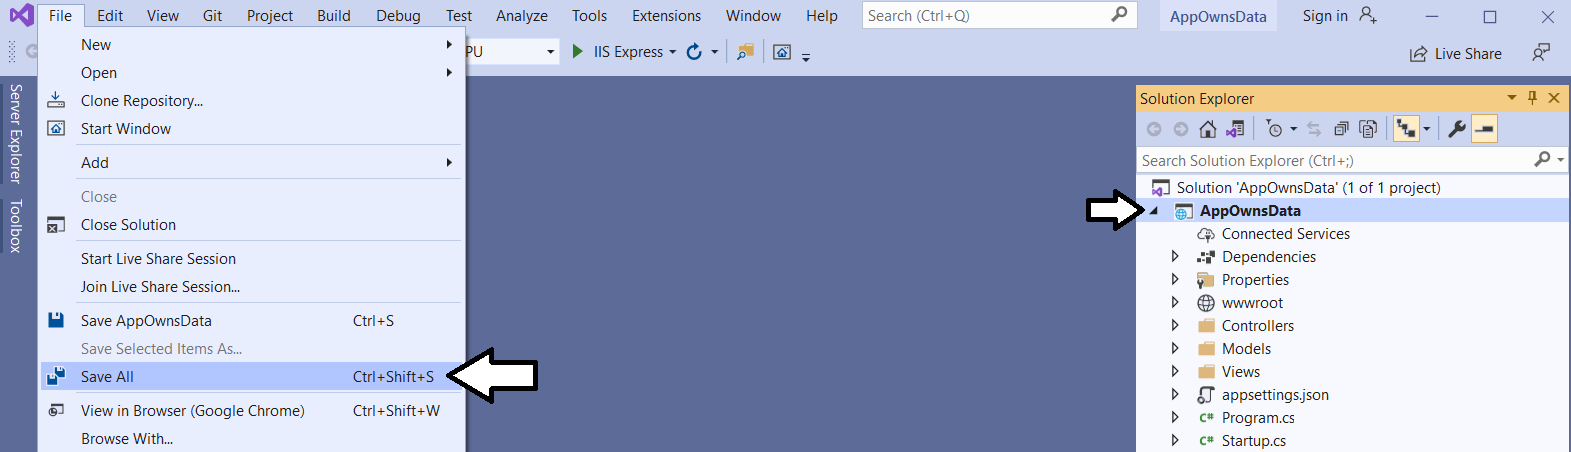 File Edit View Git Project Build Debug Test Analyze Tools Extensions Window Help Search (Ctrl+Q) AppOwnsData Sign in
PU IIS Express Live Share
Server Explorer
Toolbox
New
Open
Clone Repository...
Start Window
Add
Close
Close Solution
Start Live Share Session
Join Live Share Session...
Save AppOwnsData Ctrl+S
Save Selected Items As...
Save All Ctrl+Shift+S
View in Browser (Google Chrome) Ctrl+Shift+W
Browse With...
Solution Explorer
Search Solution Explorer (Ctrl+;)
Solution 'AppOwnsData' (1 of 1 project)
AppOwnsData
Connected Services
Dependencies
Properties
wwwroot
Controllers
Models
Views
appsettings.json
C# Program.cs
C# Startup.cs